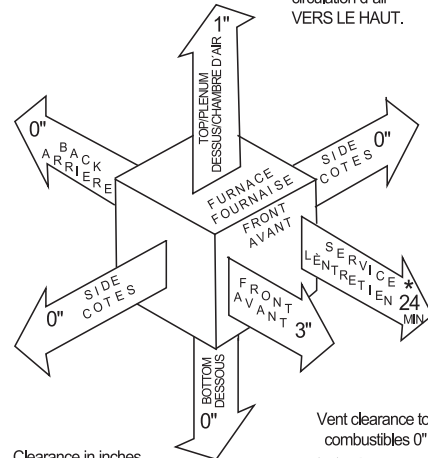 circulation d'air
VERS LE HAUT.
1"
TOP/PLENUM
DESSUS/CHAMBRE D'AIR
0"
BACK
ARRIERE
SIDE
COTES
0"
FURNACE
FOURNAISE
FRONT
AVANT
SERVICE
LÈNTRETIEN
*
24
MIN
0"
SIDE
COTES
FRONT
AVANT
3"
BOTTOM
DESSOUS
0"
Vent clearance to
combustibles 0"
Clearance in inches